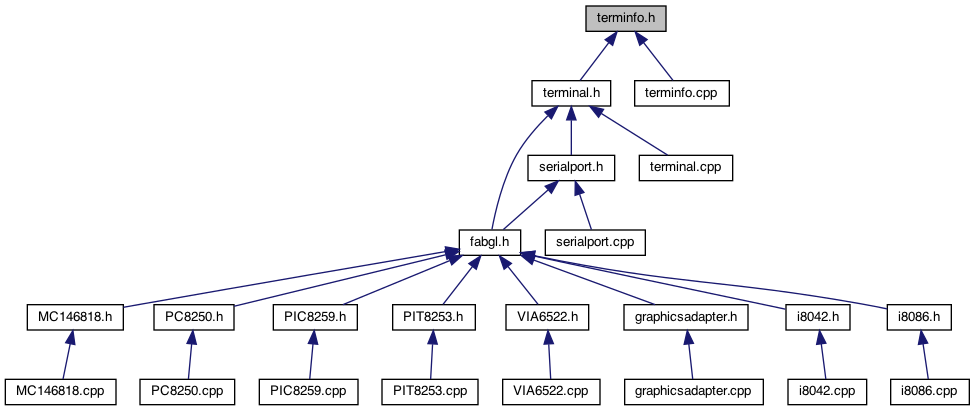 terminfo.h
terminal.h
terminfo.cpp
serialport.h
terminal.cpp
fabgl.h
serialport.cpp
MC146818.h
PC8250.h
PIC8259.h
PIT8253.h
VIA6522.h
graphicsadapter.h
i8042.h
i8086.h
MC146818.cpp
PC8250.cpp
PIC8259.cpp
PIT8253.cpp
VIA6522.cpp
graphicsadapter.cpp
i8042.cpp
i8086.cpp